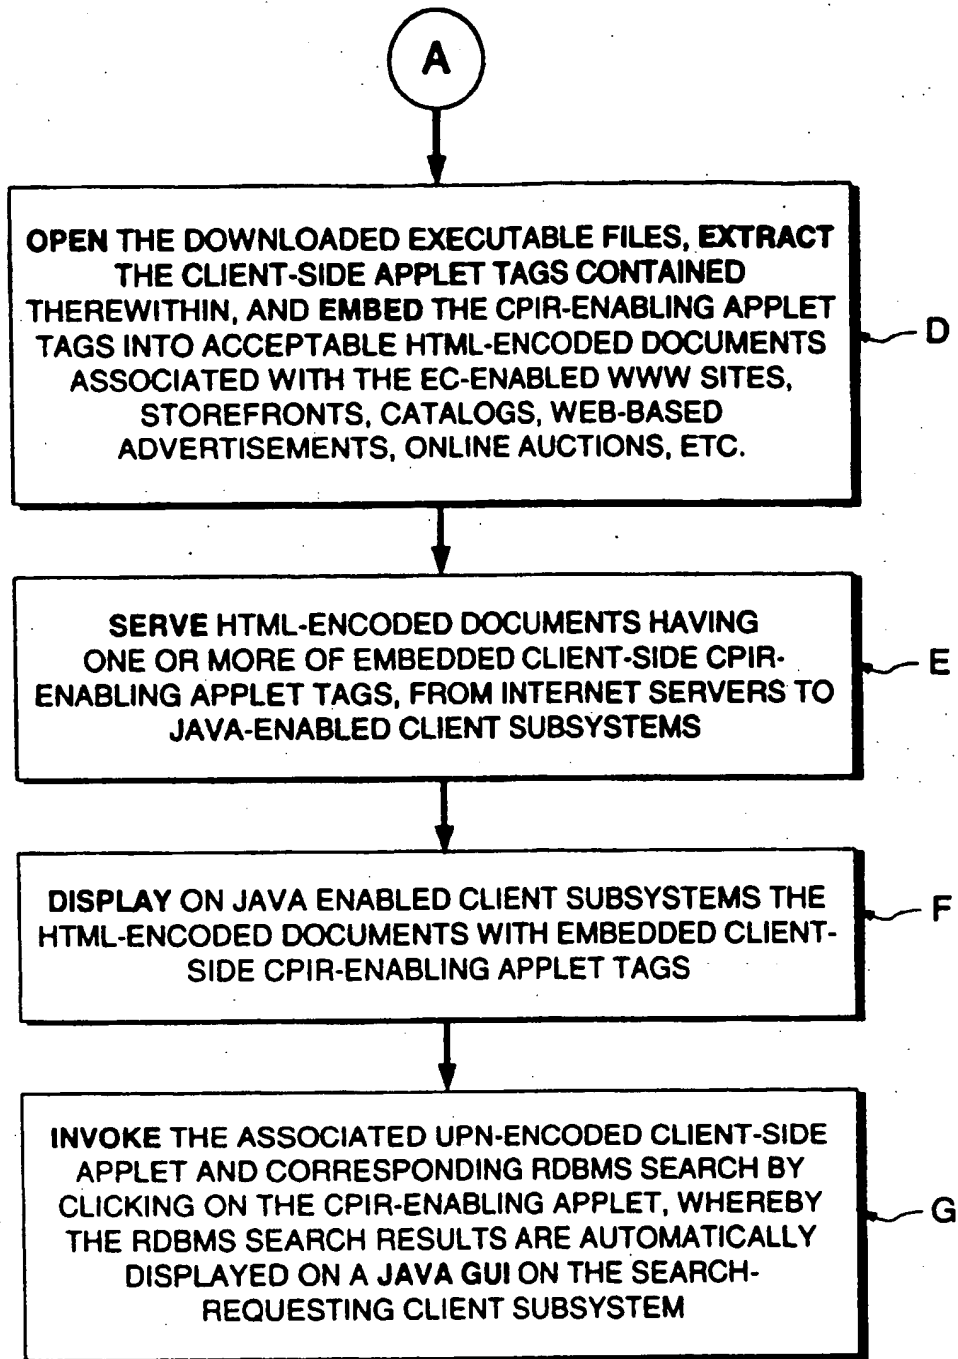 A
OPEN THE DOWNLOADED EXECUTABLE FILES, EXTRACT
THE CLIENT-SIDE APPLET TAGS CONTAINED
THEREWITHIN, AND EMBED THE CPIR-ENABLING APPLET
TAGS INTO ACCEPTABLE HTML-ENCODED DOCUMENTS
ASSOCIATED WITH THE EC-ENABLED WWW SITES,
STOREFRONTS, CATALOGS, WEB-BASED
ADVERTISEMENTS, ONLINE AUCTIONS, ETC.
D
SERVE HTML-ENCODED DOCUMENTS HAVING
ONE OR MORE OF EMBEDDED CLIENT-SIDE CPIR-
ENABLING APPLET TAGS, FROM INTERNET SERVERS TO
JAVA-ENABLED CLIENT SUBSYSTEMS
E
DISPLAY ON JAVA ENABLED CLIENT SUBSYSTEMS THE
HTML-ENCODED DOCUMENTS WITH EMBEDDED CLIENT-
SIDE CPIR-ENABLING APPLET TAGS
F
INVOKE THE ASSOCIATED UPN-ENCODED CLIENT-SIDE
APPLET AND CORRESPONDING RDBMS SEARCH BY
CLICKING ON THE CPIR-ENABLING APPLET, WHEREBY
THE RDBMS SEARCH RESULTS ARE AUTOMATICALLY
DISPLAYED ON A JAVA GUI ON THE SEARCH-
REQUESTING CLIENT SUBSYSTEM
G